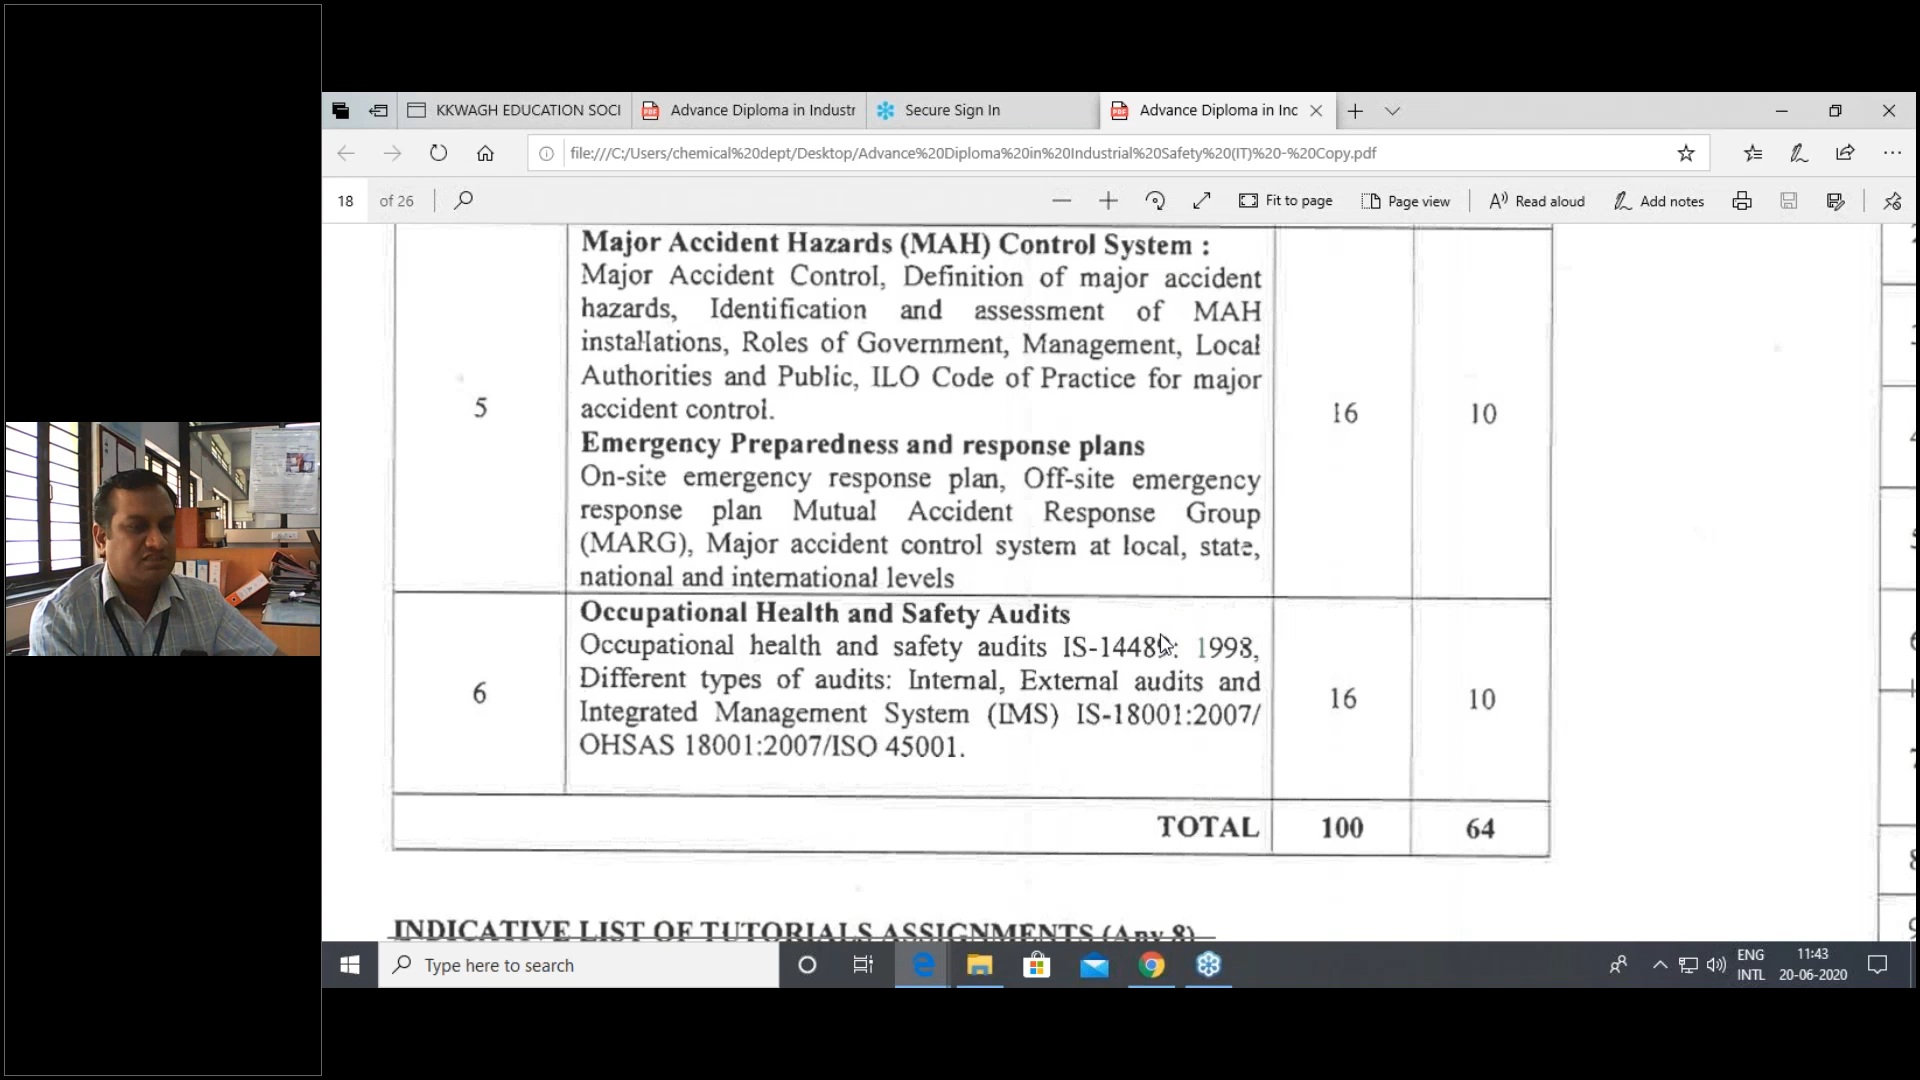 KKWAGH EDUCATION SOCI
Advance Diploma in Industr
Secure Sign In
Advance Diploma in Inc
file:///C:/Users/chemical%20dept/Desktop/Advance%20Diploma%20in%20Industrial%20Safety%20(IT)%20-%20Copy.pdf
18 of 26
Fit to page
Page view
Read aloud
Add notes
Major Accident Hazards (MAH) Control System :
Major Accident Control, Definition of major accident
hazards, Identification and assessment of MAH
installations, Roles of Government, Management, Local
Authorities and Public, ILO Code of Practice for major
accident control.
5
16
10
Emergency Preparedness and response plans
On-site emergency response plan, Off-site emergency
response plan Mutual Accident Response Group
(MARG), Major accident control system at local, state,
national and international levels
Occupational Health and Safety Audits
Occupational health and safety audits IS-1448 : 1998,
Different types of audits: Internal, External audits and
Integrated Management System (IMS) IS-18001:2007/
OHSAS 18001:2007/ISO 45001.
6
16
10
TOTAL 100 64
INDICATIVE LIST OF TUTORIALS ASSIGNMENTS (Any 8)
Type here to search
ENG
INTL
11:43
20-06-2020